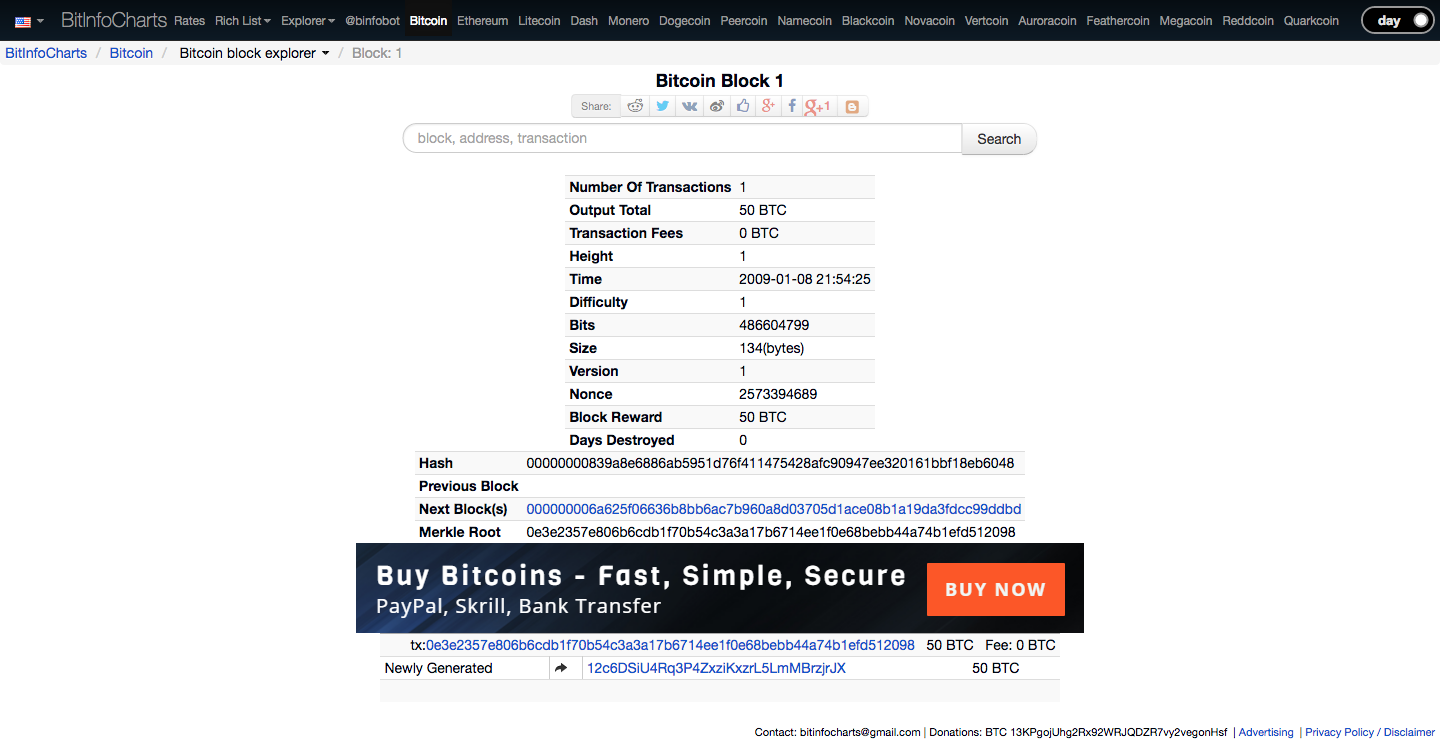 BitInfoCharts Rates Rich List Explorer @binfobot Bitcoin Ethereum Litecoin Dash Monero Dogecoin Peercoin Namecoin Blackcoin Novacoin Vertcoin Auroracoin Feathercoin Megacoin Reddcoin Quarkcoin day
BitInfoCharts / Bitcoin / Bitcoin block explorer / Block: 1
Bitcoin Block 1
Share: g+ f g+1
block, address, transaction Search
Number Of Transactions 1
Output Total 50 BTC
Transaction Fees 0 BTC
Height 1
Time 2009-01-08 21:54:25
Difficulty 1
Bits 486604799
Size 134(bytes)
Version 1
Nonce 2573394689
Block Reward 50 BTC
Days Destroyed 0
Hash 00000000839a8e6886ab5951d76f411475428afc90947ee320161bbf18eb6048
Previous Block
Next Block(s) 000000006a625f06636b8bb6ac7b960a8d03705d1ace08b1a19da3fdcc99ddbd
Merkle Root 0e3e2357e806b6cdb1f70b54c3a3a17b6714ee1f0e68bebb44a74b1efd512098
Buy Bitcoins - Fast, Simple, Secure
PayPal, Skrill, Bank Transfer
BUY NOW
tx:0e3e2357e806b6cdb1f70b54c3a3a17b6714ee1f0e68bebb44a74b1efd512098 50 BTC Fee: 0 BTC
Newly Generated 12c6DSiU4Rq3P4ZxziKxzrL5LmMBrzjrJX 50 BTC
Contact: bitinfocharts@gmail.com | Donations: BTC 13KPgojUhg2Rx92WRJQDZR7vy2vegonHsf | Advertising | Privacy Policy / Disclaimer